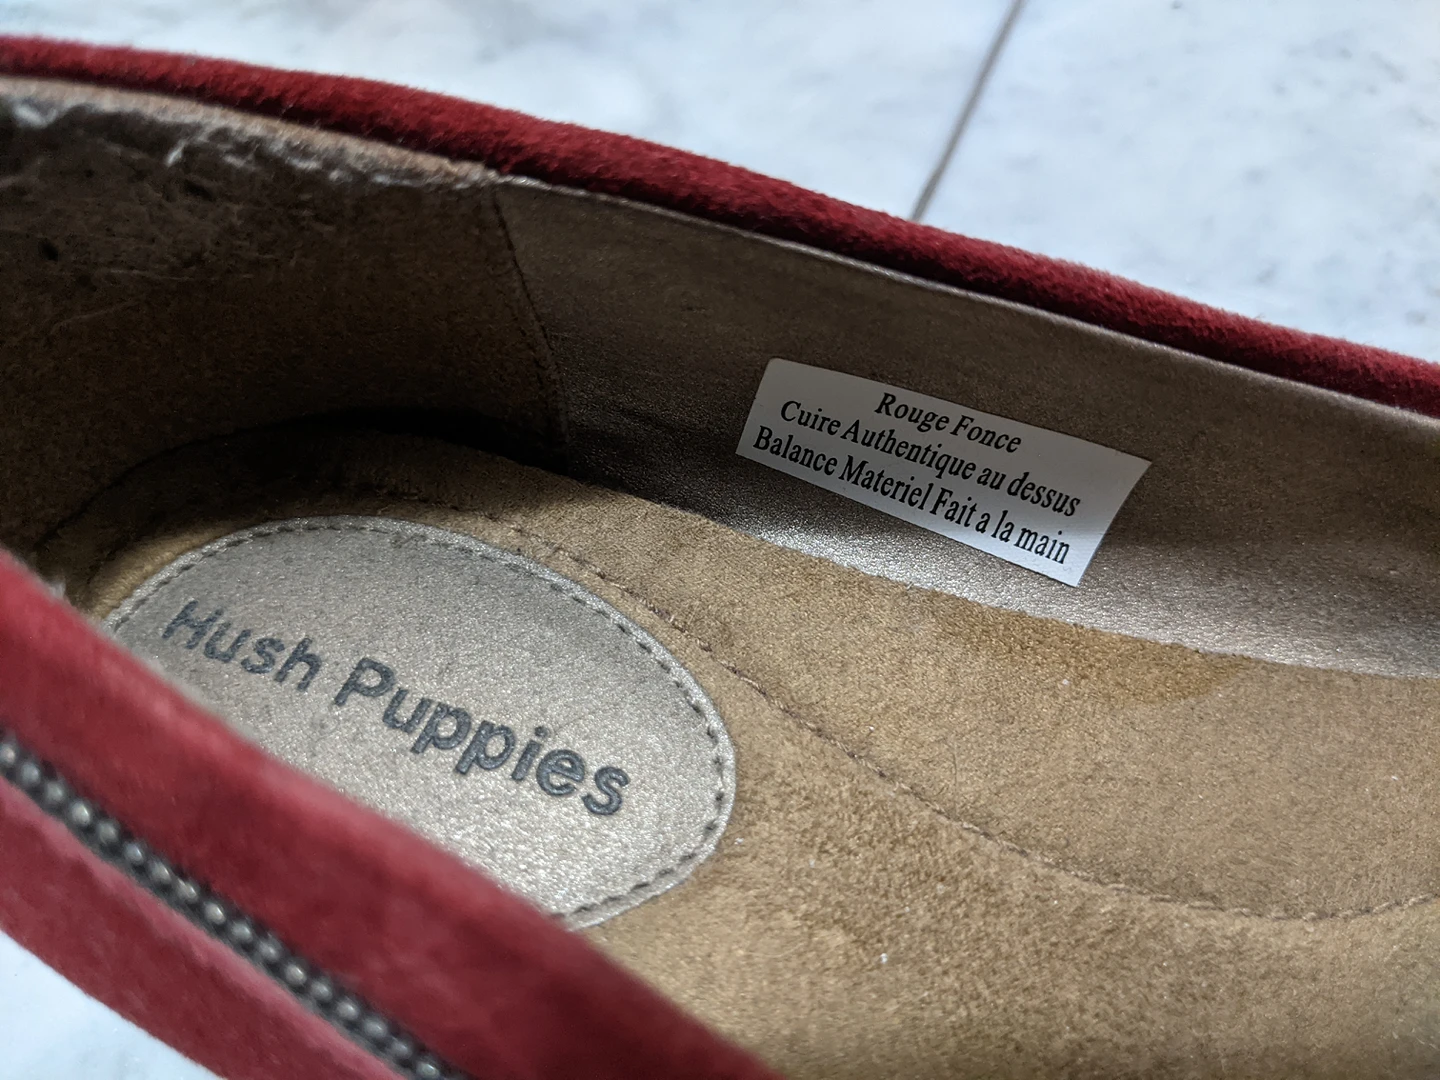 Rouge Fonce
Cuire Authentique au dessus
Balance Materiel Fait a la main
Hush Puppies